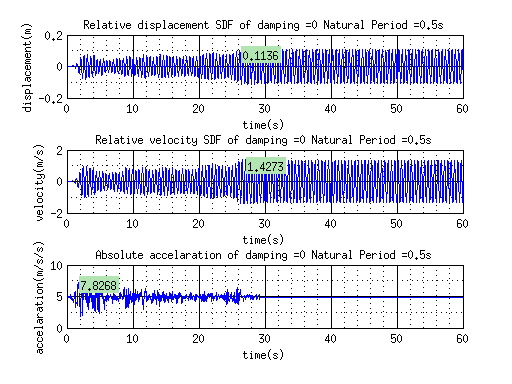 Relative displacement SDF of damping =0 Natural Period =0.5s
displacement(m)
0.2
0
-0.2
0.1136
0 10 20 30 40 50 60
time(s)
Relative velocity SDF of damping =0 Natural Period =0.5s
velocity(m/s)
2
0
-2
1.4273
0 10 20 30 40 50 60
time(s)
Absolute accelaration of damping =0 Natural Period =0.5s
accelaration(m/s/s)
10
5
0
7.8268
0 10 20 30 40 50 60
time(s)